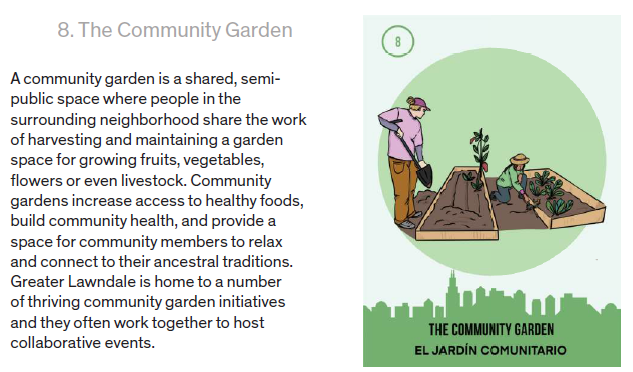 8. The Community Garden
A community garden is a shared, semi-
public space where people in the
surrounding neighborhood share the work
of harvesting and maintaining a garden
space for growing fruits, vegetables,
flowers or even livestock. Community
gardens increase access to healthy foods,
build community health, and provide a
space for community members to relax
and connect to their ancestral traditions.
Greater Lawndale is home to a number
of thriving community garden initiatives
and they often work together to host
collaborative events.
8
THE COMMUNITY GARDEN
EL JARDÍN COMUNITARIO